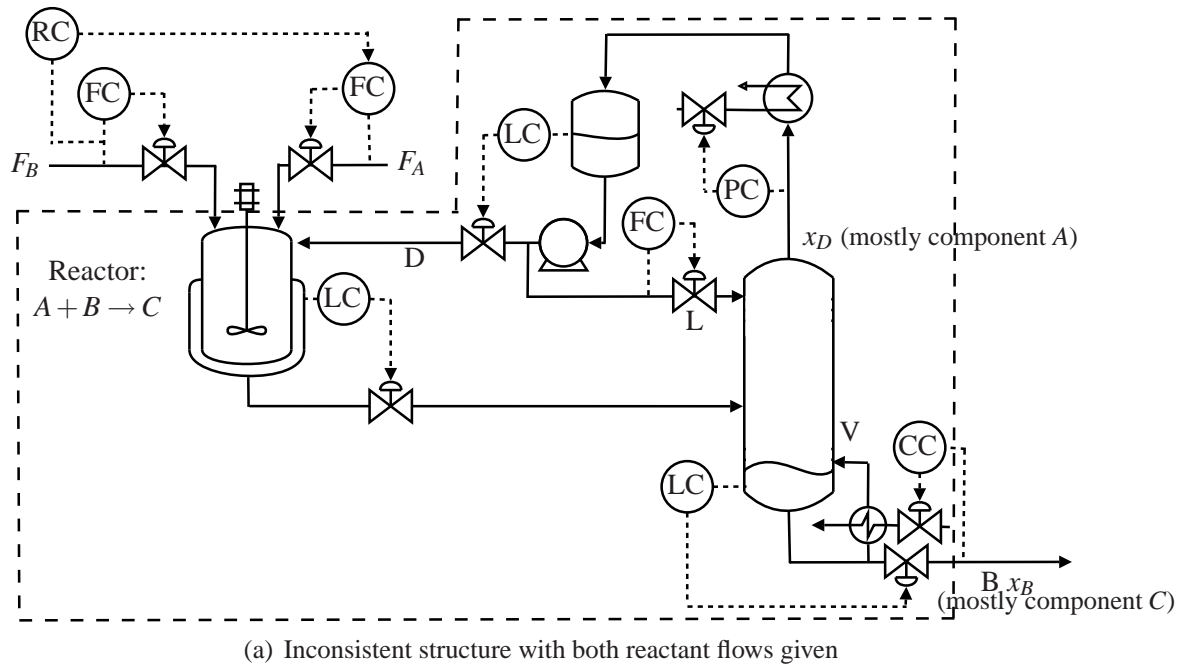 RC
FC
FC
LC
PC
FC
F_B
F_A
x_D (mostly component A)
D
Reactor:
A + B → C
LC
L
V
CC
LC
B x_B
(mostly component C)
(a) Inconsistent structure with both reactant flows given